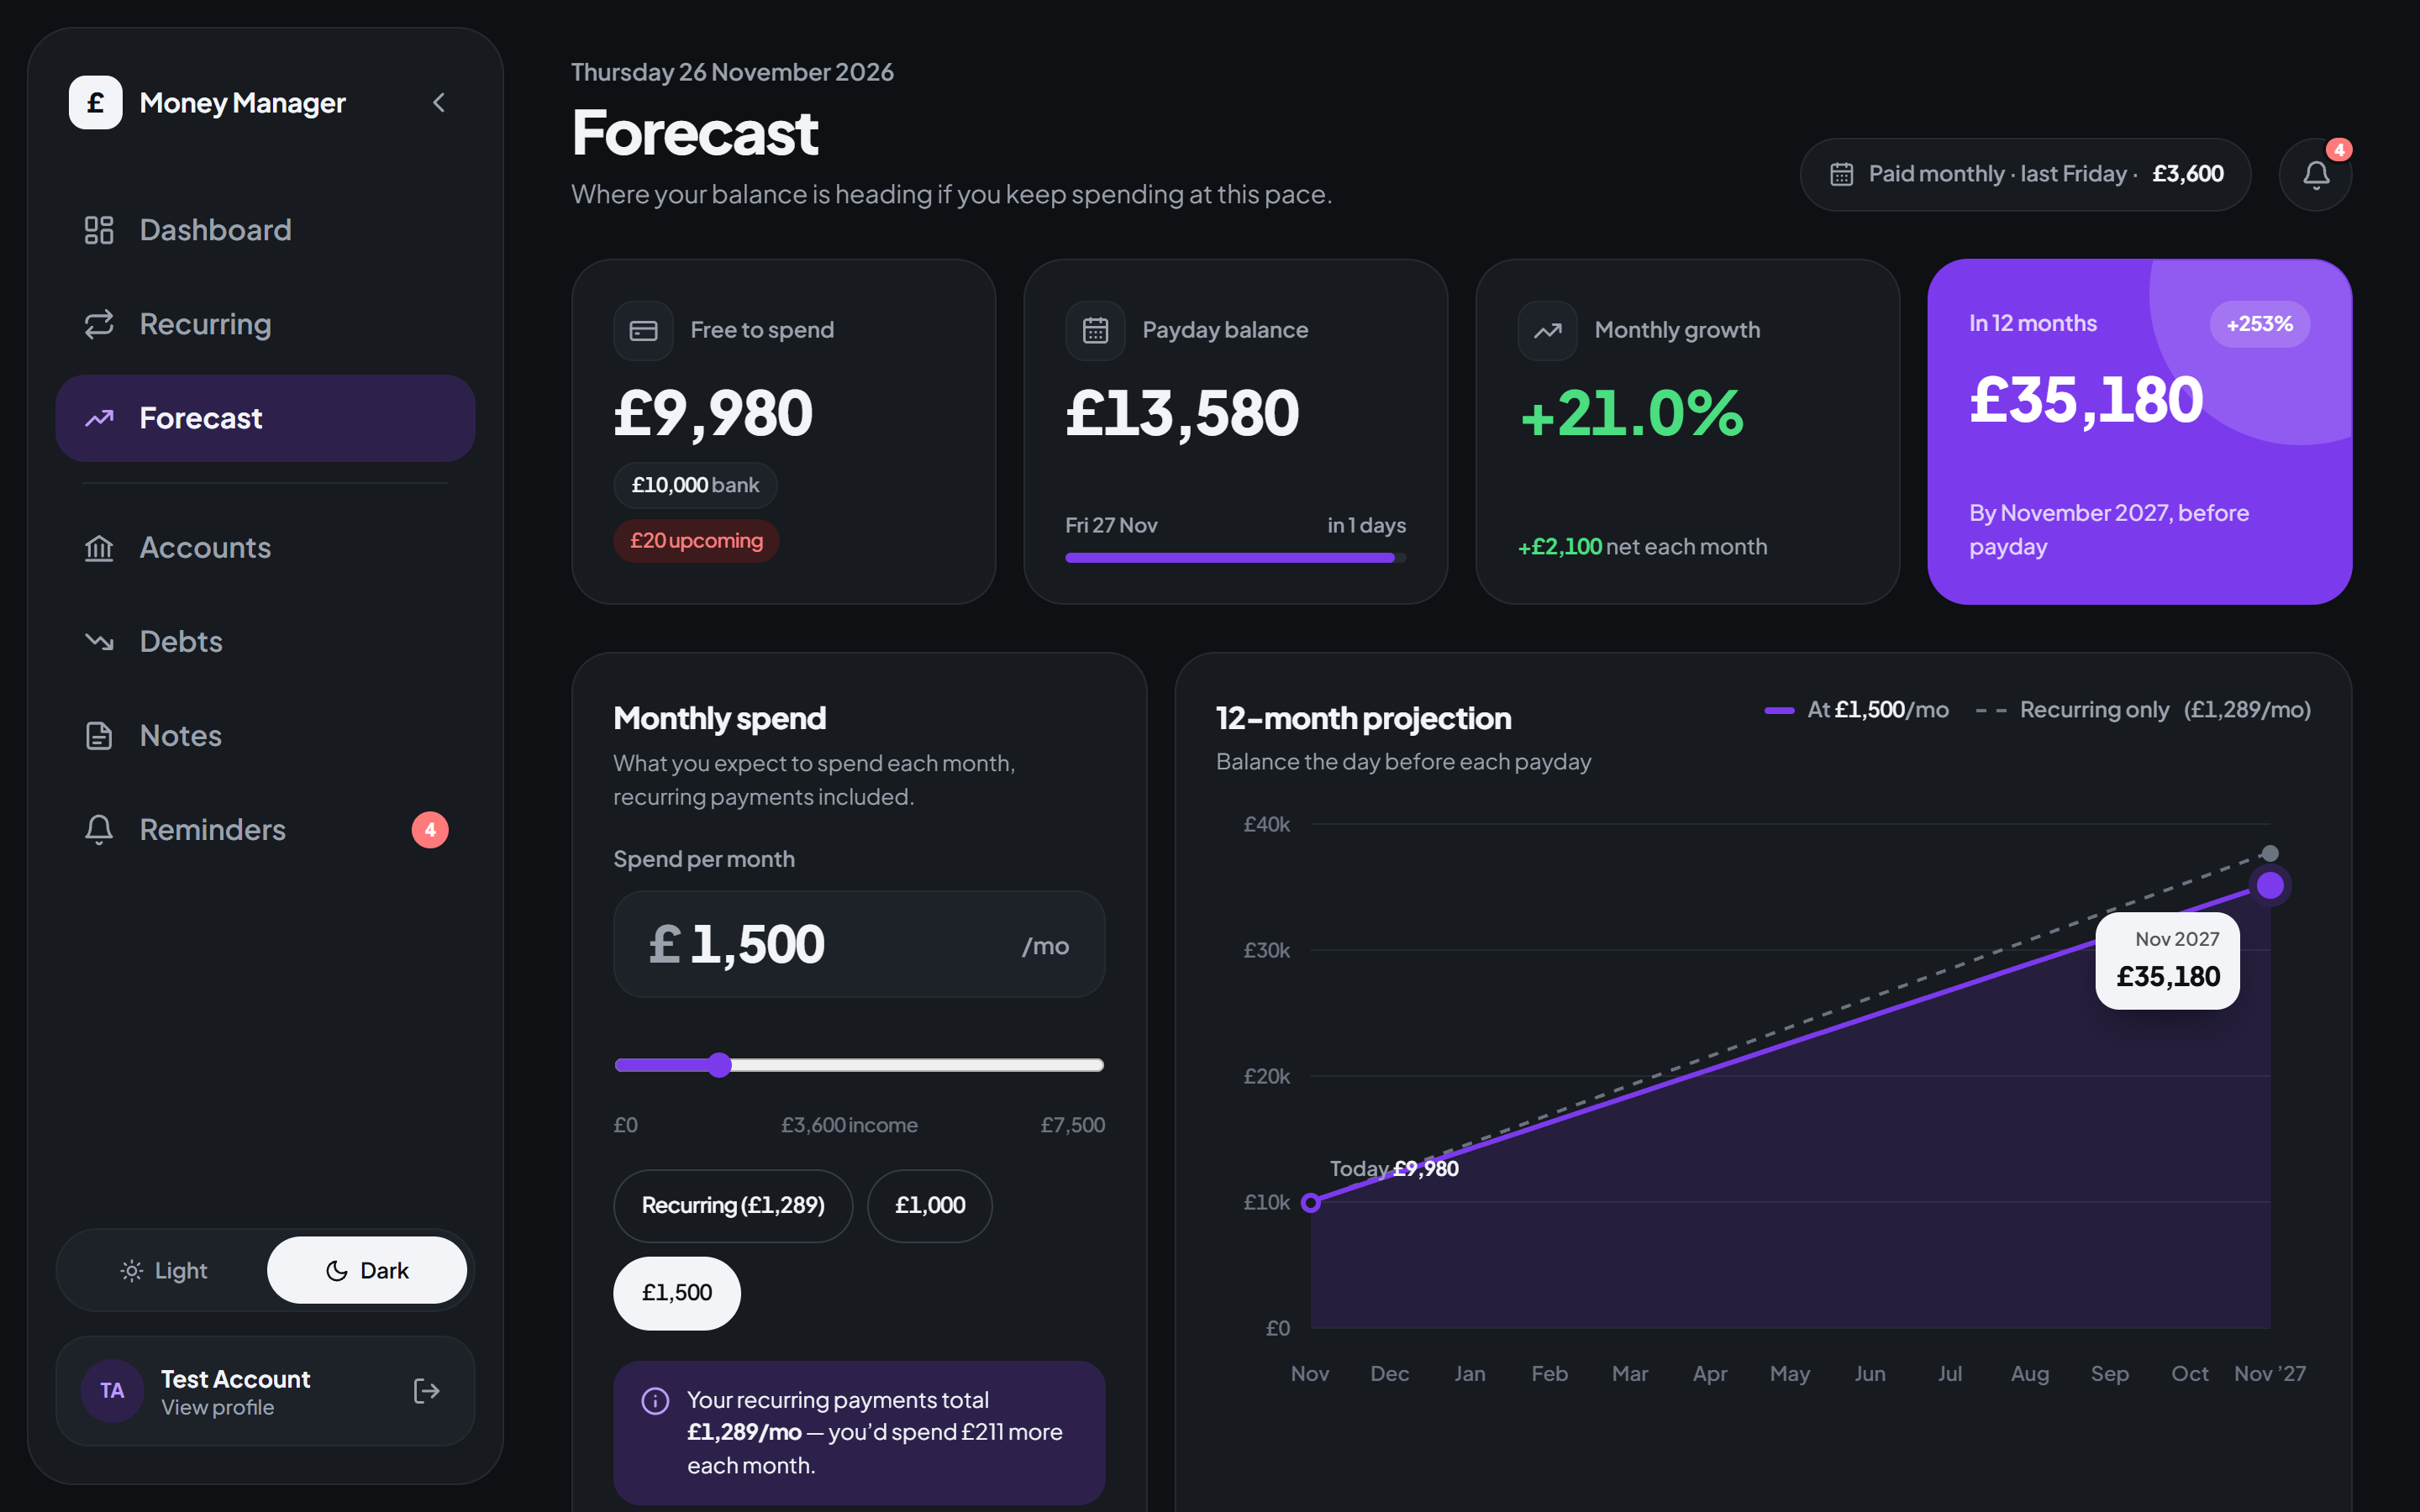 £ Money Manager
Dashboard
Recurring
Forecast
Accounts
Debts
Notes
Reminders 4
Light Dark
TA Test Account
View profile
Thursday 26 November 2026
Forecast
Where your balance is heading if you keep spending at this pace.
Paid monthly · last Friday · £3,600
4
Free to spend
£9,980
£10,000 bank
£20 upcoming
Payday balance
£13,580
Fri 27 Nov in 1 days
Monthly growth
+21.0%
+£2,100 net each month
In 12 months +253%
£35,180
By November 2027, before
payday
Monthly spend
What you expect to spend each month,
recurring payments included.
Spend per month
£ 1,500 /mo
£0 £3,600 income £7,500
Recurring (£1,289) £1,000
£1,500
Your recurring payments total
£1,289/mo — you’d spend £211 more
each month.
12-month projection
Balance the day before each payday
At £1,500/mo Recurring only (£1,289/mo)
£40k
£30k
£20k
£10k
£0
Nov 2027
£35,180
Today £9,980
Nov Dec Jan Feb Mar Apr May Jun Jul Aug Sep Oct Nov ’27